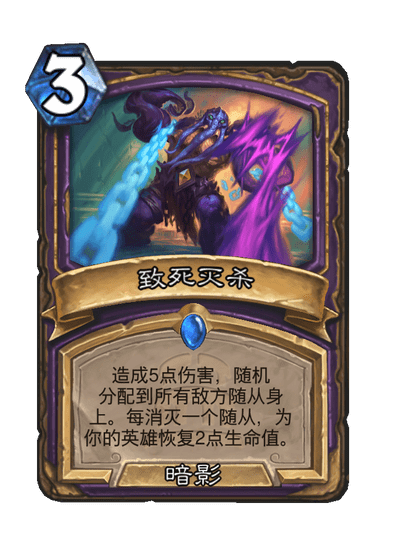 3
致死灭杀
造成5点伤害，随机
分配到所有敌方随从身
上。每消灭一个随从，为
你的英雄恢复2点生命值。
暗影